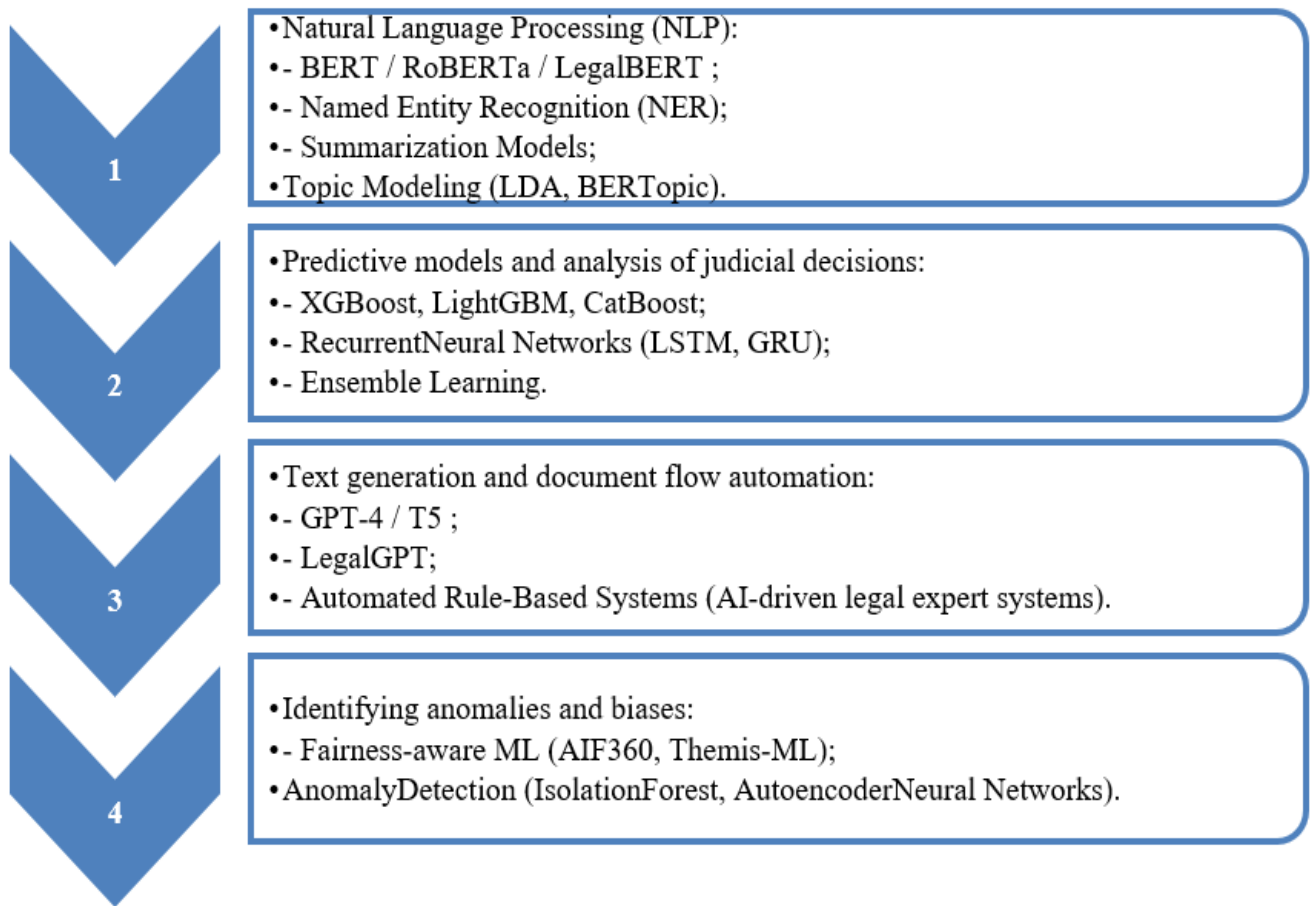 •Natural Language Processing (NLP):
•- BERT / RoBERTa / LegalBERT ;
•- Named Entity Recognition (NER);
•- Summarization Models;
•Topic Modeling (LDA, BERTopic).
1
•Predictive models and analysis of judicial decisions:
•- XGBoost, LightGBM, CatBoost;
•- RecurrentNeural Networks (LSTM, GRU);
•- Ensemble Learning.
2
•Text generation and document flow automation:
•- GPT-4 / T5 ;
•- LegalGPT;
•- Automated Rule-Based Systems (AI-driven legal expert systems).
3
•Identifying anomalies and biases:
•- Fairness-aware ML (AIF360, Themis-ML);
•AnomalyDetection (IsolationForest, AutoencoderNeural Networks).
4